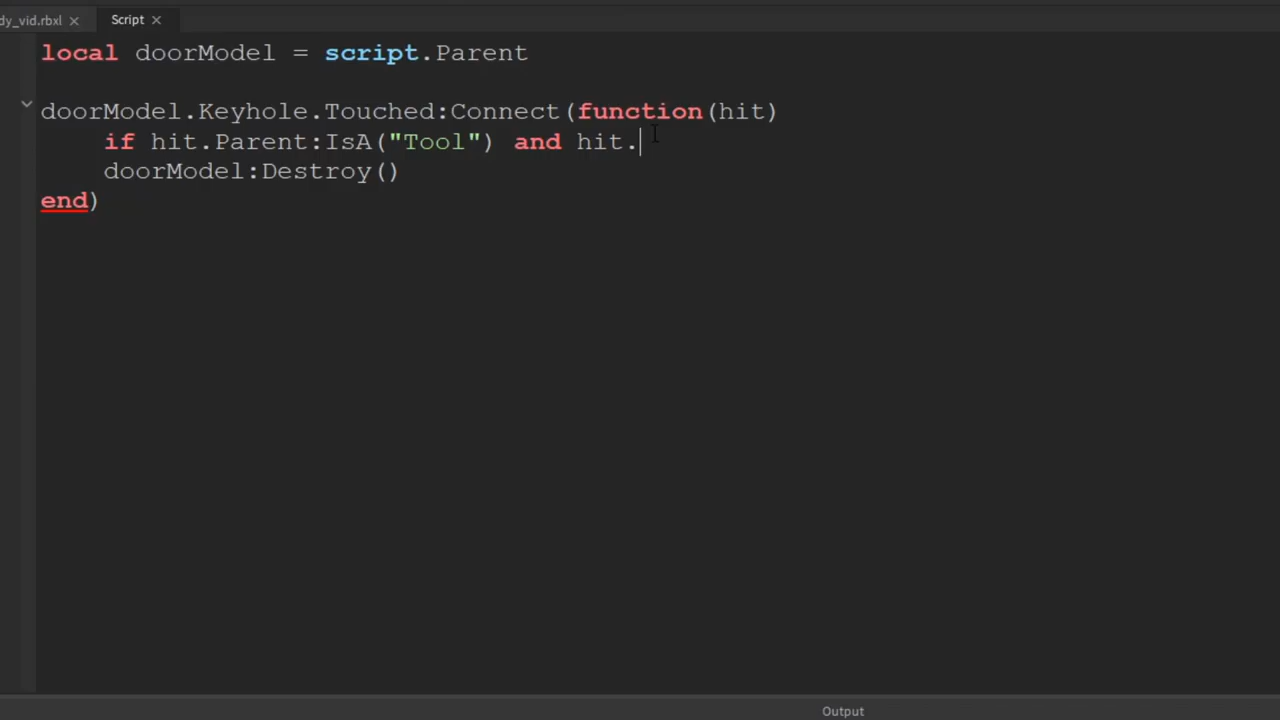 dy_vid.rbxl
Script
local doorModel = script.Parent
doorModel.Keyhole.Touched:Connect(function(hit)
if hit.Parent:IsA("Tool") and hit.
doorModel:Destroy()
end)
Output